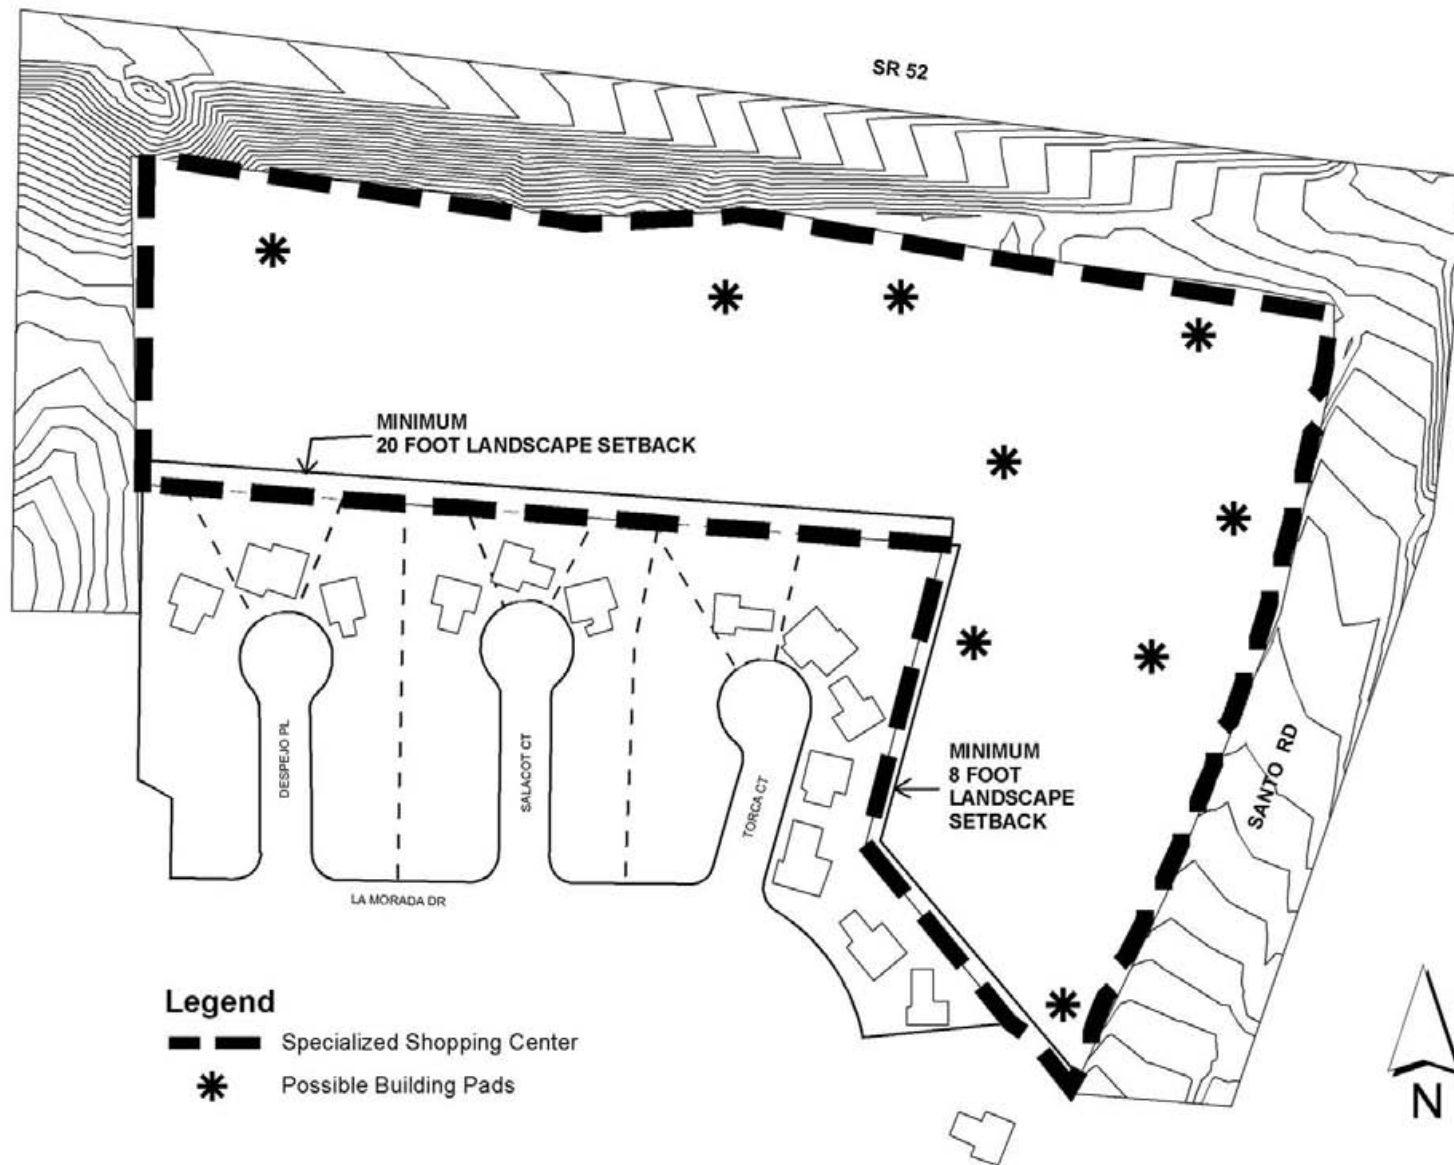 SR 52
MINIMUM
20 FOOT LANDSCAPE SETBACK
MINIMUM
8 FOOT
LANDSCAPE
SETBACK
SANTO RD
DESPEJO PL
SALACOT CT
TORCA CT
LA MORADA DR
Legend
Specialized Shopping Center
Possible Building Pads
N